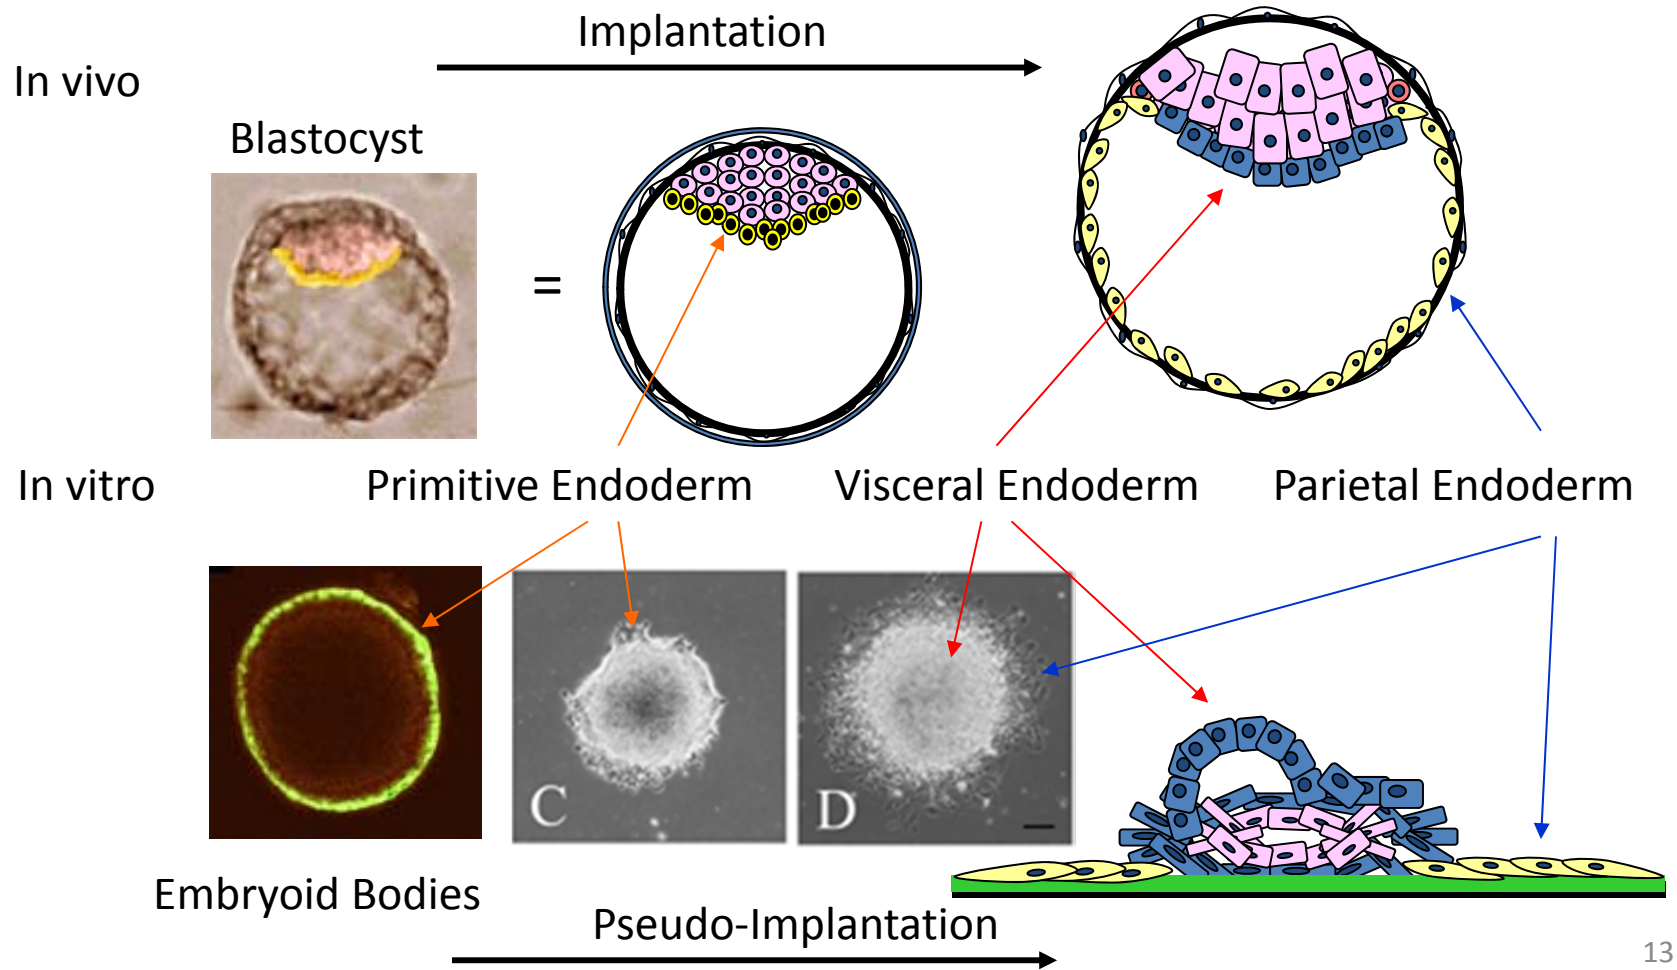 Implantation
In vivo
Blastocyst
=
In vitro
Primitive Endoderm
Visceral Endoderm
Parietal Endoderm
C
D
Embryoid Bodies
Pseudo-Implantation
13